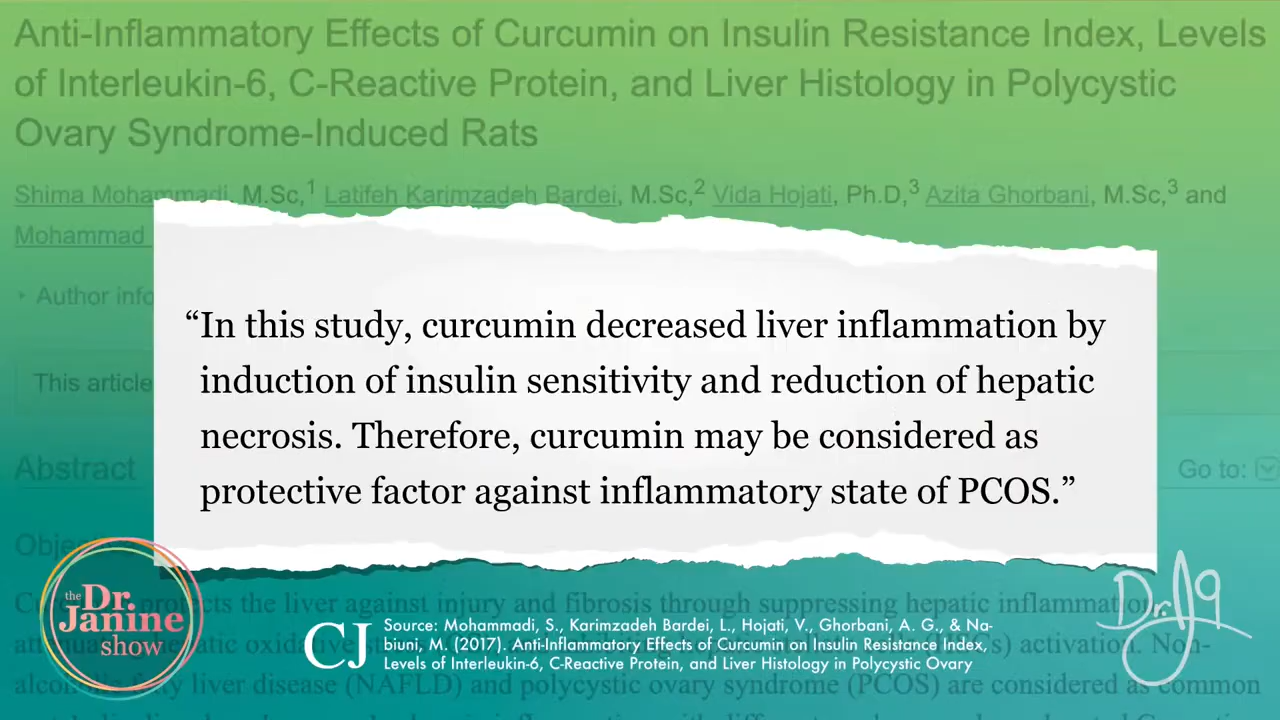 Anti-Inflammatory Effects of Curcumin on Insulin Resistance Index, Levels
of Interleukin-6, C-Reactive Protein, and Liver Histology in Polycystic
Ovary Syndrome-Induced Rats
Shima Mohammadi, M.Sc,1 Latifeh Karimzadeh Bardei, M.Sc,2 Vida Hojati, Ph.D,3 Azita Ghorbani, M.Sc,3 and
Mohammad
‣ Author info
This article
Abstract
Go to:
“In this study, curcumin decreased liver inflammation by
induction of insulin sensitivity and reduction of hepatic
necrosis. Therefore, curcumin may be considered as
protective factor against inflammatory state of PCOS.”
the
Dr.
Janine
show
cts the liver against injury and fibrosis through suppressing hepatic inflammation
activation. Non-
liver disease (NAFLD) and polycystic ovary syndrome (PCOS) are considered as common
CJ
Source: Mohammadi, S., Karimzadeh Bardei, L., Hojati, V., Ghorbani, A. G., & Na-
biuni, M. (2017). Anti-Inflammatory Effects of Curcumin on Insulin Resistance Index,
Levels of Interleukin-6, C-Reactive Protein, and Liver Histology in Polycystic Ovary